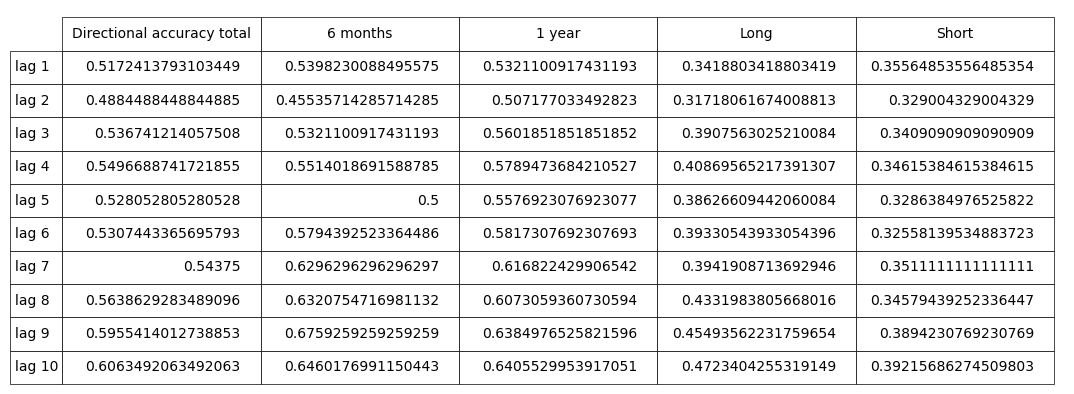 Directional accuracy total 6 months 1 year Long Short
lag 1 0.5172413793103449 0.5398230088495575 0.5321100917431193 0.3418803418803419 0.35564853556485354
lag 2 0.4884488448844885 0.45535714285714285 0.507177033492823 0.31718061674008813 0.329004329004329
lag 3 0.536741214057508 0.5321100917431193 0.5601851851851852 0.3907563025210084 0.3409090909090909
lag 4 0.5496688741721855 0.5514018691588785 0.5789473684210527 0.40869565217391307 0.34615384615384615
lag 5 0.528052805280528 0.5 0.5576923076923077 0.38626609442060084 0.3286384976525822
lag 6 0.5307443365695793 0.5794392523364486 0.5817307692307693 0.39330543933054396 0.32558139534883723
lag 7 0.54375 0.6296296296296297 0.616822429906542 0.3941908713692946 0.3511111111111111
lag 8 0.5638629283489096 0.6320754716981132 0.6073059360730594 0.4331983805668016 0.34579439252336447
lag 9 0.5955414012738853 0.6759259259259259 0.6384976525821596 0.45493562231759654 0.3894230769230769
lag 10 0.6063492063492063 0.6460176991150443 0.6405529953917051 0.4723404255319149 0.39215686274509803